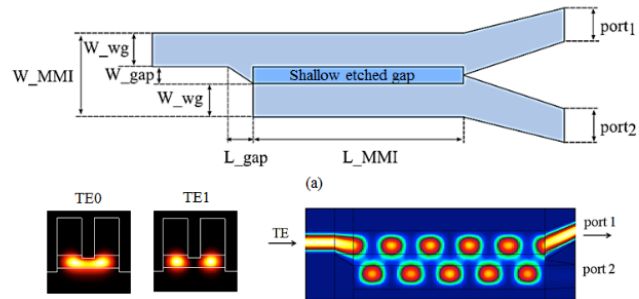 port1
W_wg
W_gap
W_MMI
Shallow etched gap
W_wg
port2
L_gap
L_MMI
(a)
TE0
TE1
TE
port 1
port 2